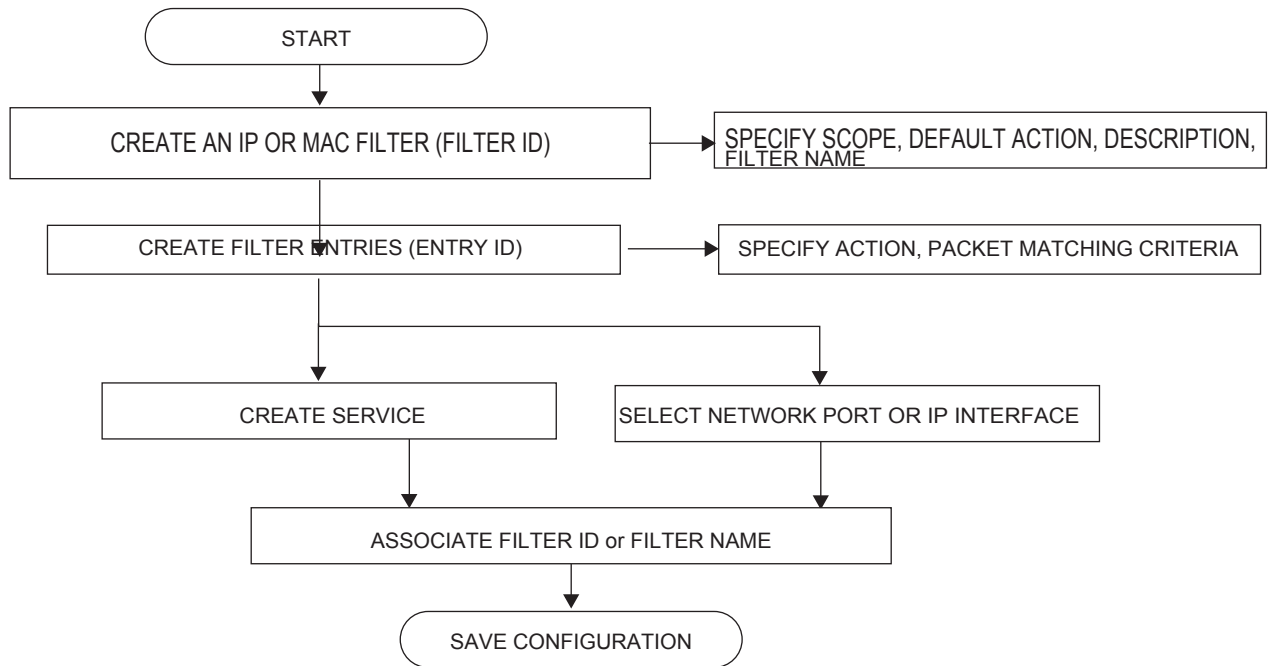 START
CREATE AN IP OR MAC FILTER (FILTER ID)
SPECIFY SCOPE, DEFAULT ACTION, DESCRIPTION,
FILTER NAME
CREATE FILTER ENTRIES (ENTRY ID)
SPECIFY ACTION, PACKET MATCHING CRITERIA
CREATE SERVICE
SELECT NETWORK PORT OR IP INTERFACE
ASSOCIATE FILTER ID or FILTER NAME
SAVE CONFIGURATION